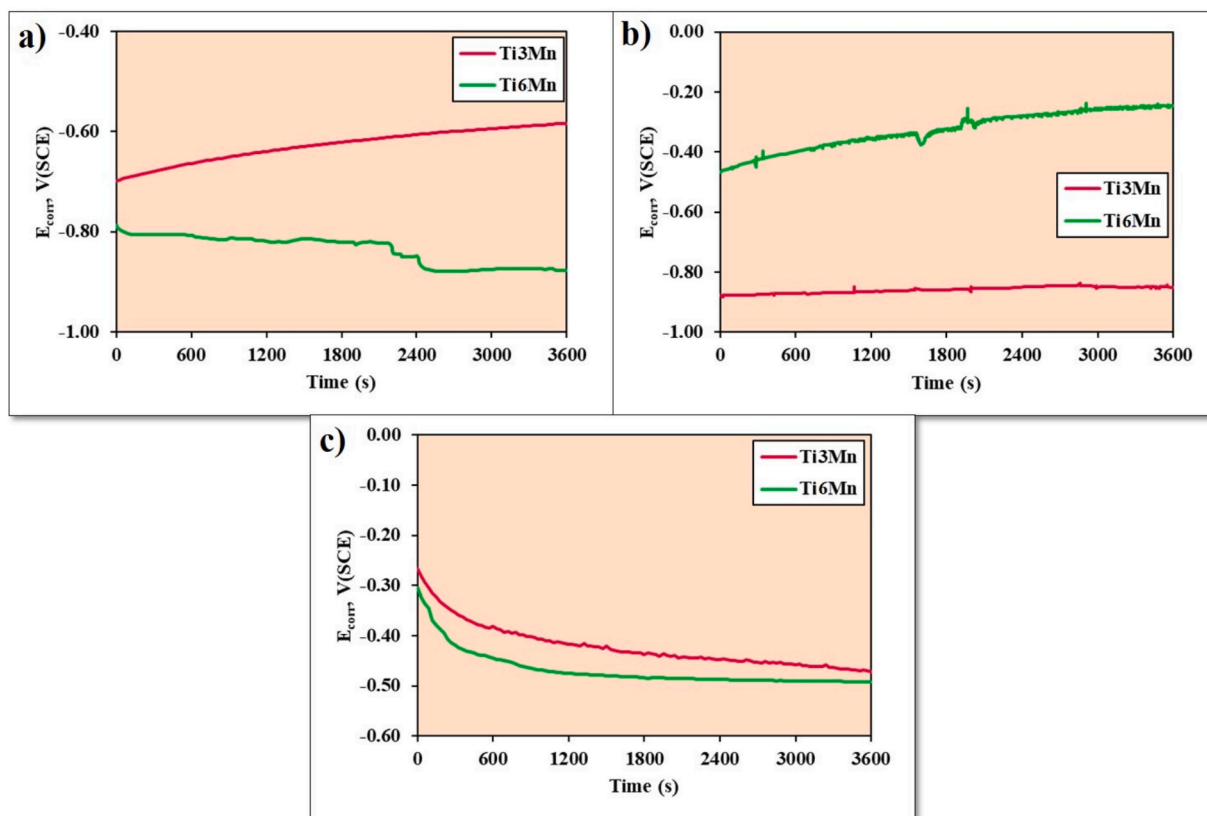 a)
-0.40
Ti3Mn
Ti6Mn
-0.60
-0.80
-1.00
E_corr, V(SCE)
0 600 1200 1800 2400 3000 3600
Time (s)
b)
0.00
-0.20
-0.40
Ti3Mn
Ti6Mn
-0.60
-0.80
-1.00
E_corr, V(SCE)
0 600 1200 1800 2400 3000 3600
Time (s)
c)
0.00
Ti3Mn
Ti6Mn
-0.10
-0.20
-0.30
-0.40
-0.50
-0.60
E_corr, V(SCE)
0 600 1200 1800 2400 3000 3600
Time (s)